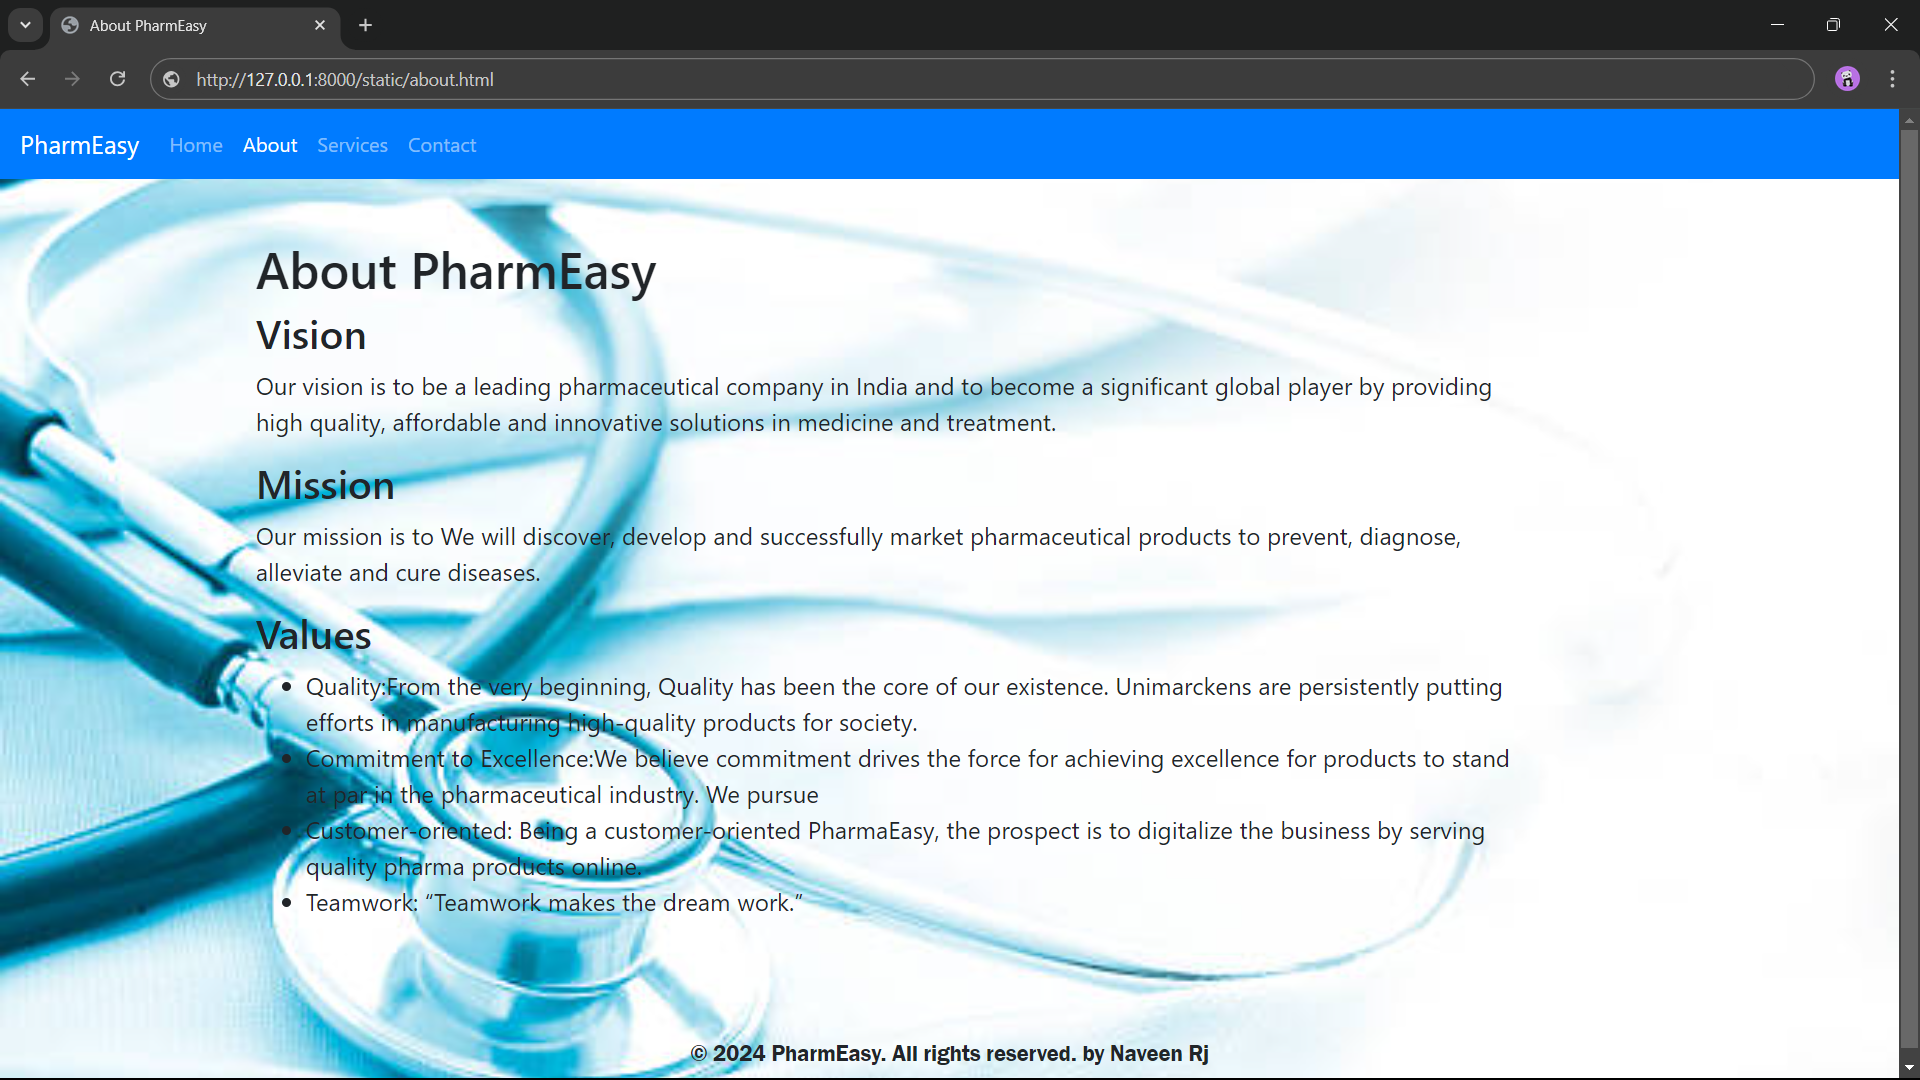 About PharmEasy
http://127.0.0.1:8000/static/about.html
PharmEasy Home About Services Contact
About PharmEasy
Vision
Our vision is to be a leading pharmaceutical company in India and to become a significant global player by providing
high quality, affordable and innovative solutions in medicine and treatment.
Mission
Our mission is to We will discover, develop and successfully market pharmaceutical products to prevent, diagnose,
alleviate and cure diseases.
Values
• Quality:From the very beginning, Quality has been the core of our existence. Unimarckens are persistently putting
efforts in manufacturing high-quality products for society.
• Commitment to Excellence:We believe commitment drives the force for achieving excellence for products to stand
at par in the pharmaceutical industry. We pursue
• Customer-oriented: Being a customer-oriented PharmaEasy, the prospect is to digitalize the business by serving
quality pharma products online.
• Teamwork: “Teamwork makes the dream work.”
© 2024 PharmEasy. All rights reserved. by Naveen Rj